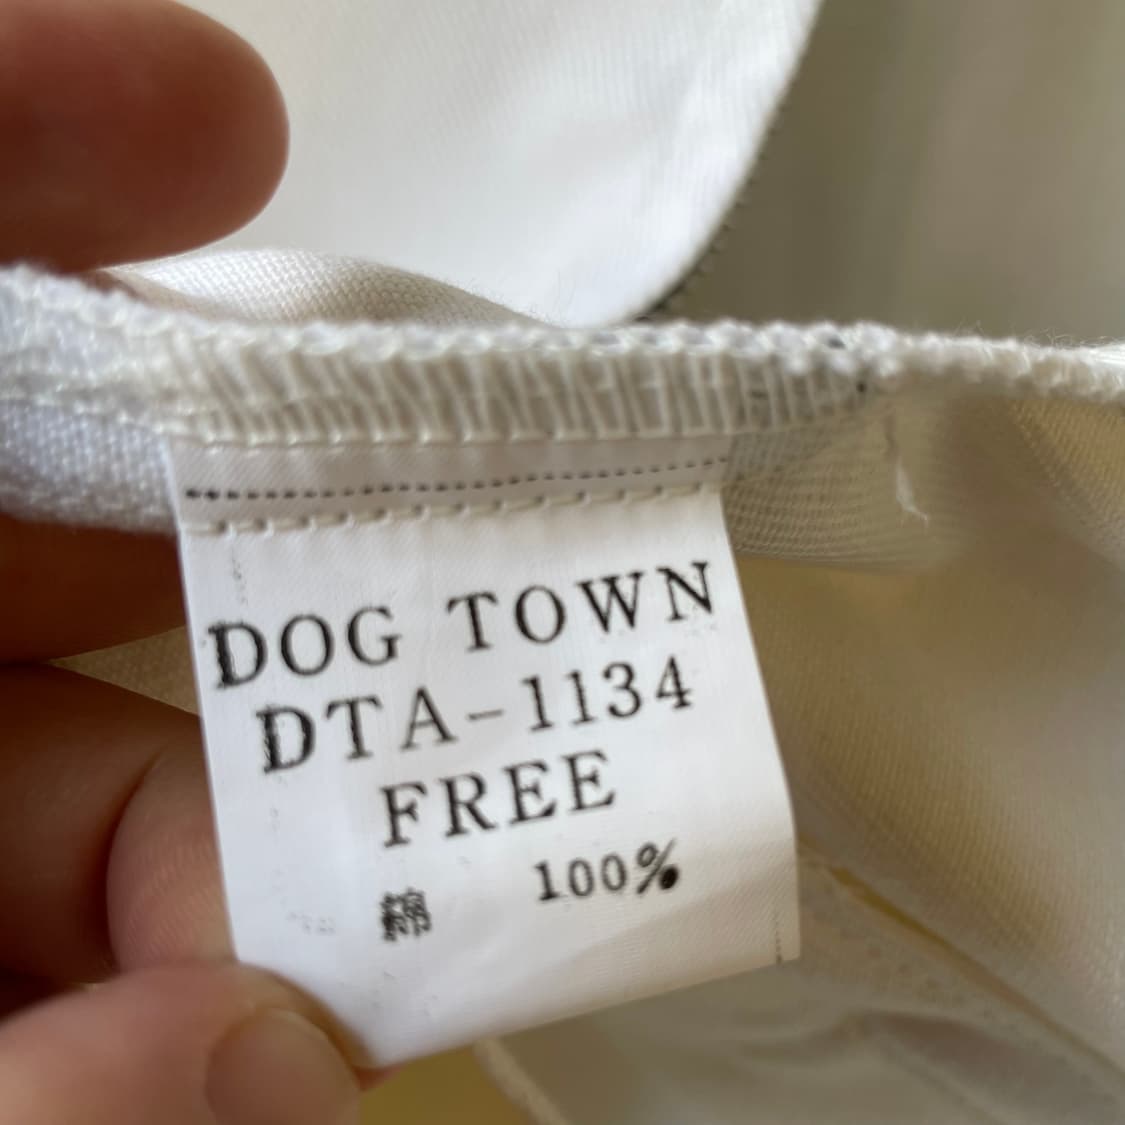 DOG TOWN
DTA-1134
FREE
綿 100%